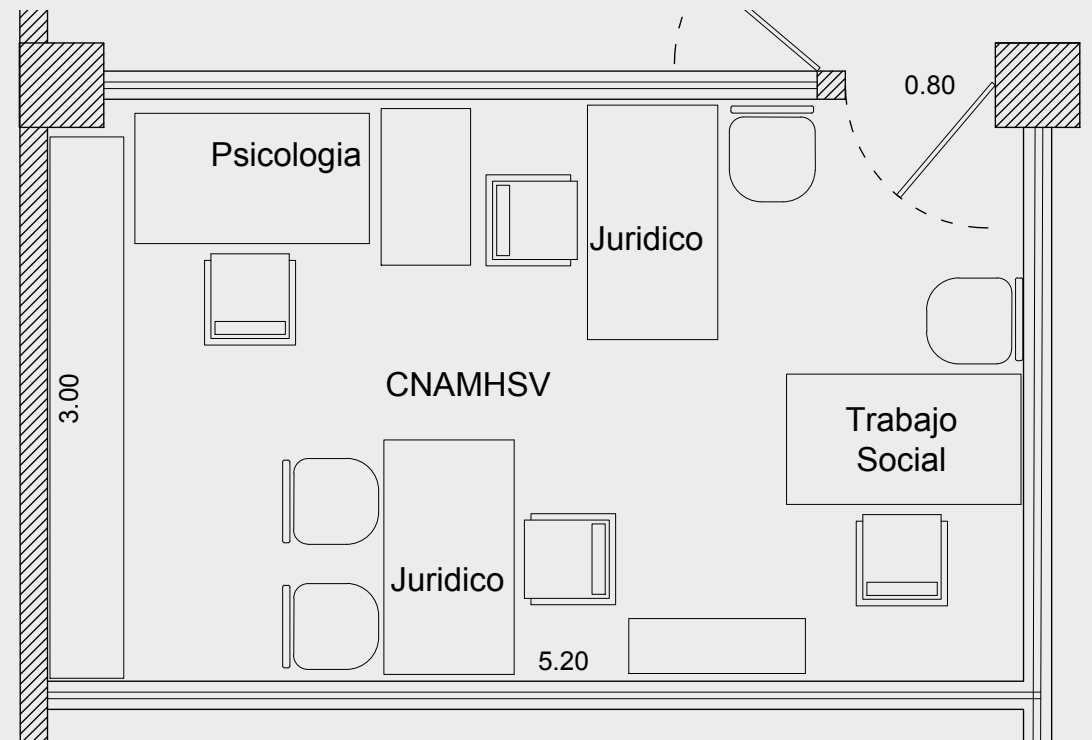 0.80
Psicologia
Juridico
CNAMHSV
3.00
Trabajo
Social
Juridico
5.20